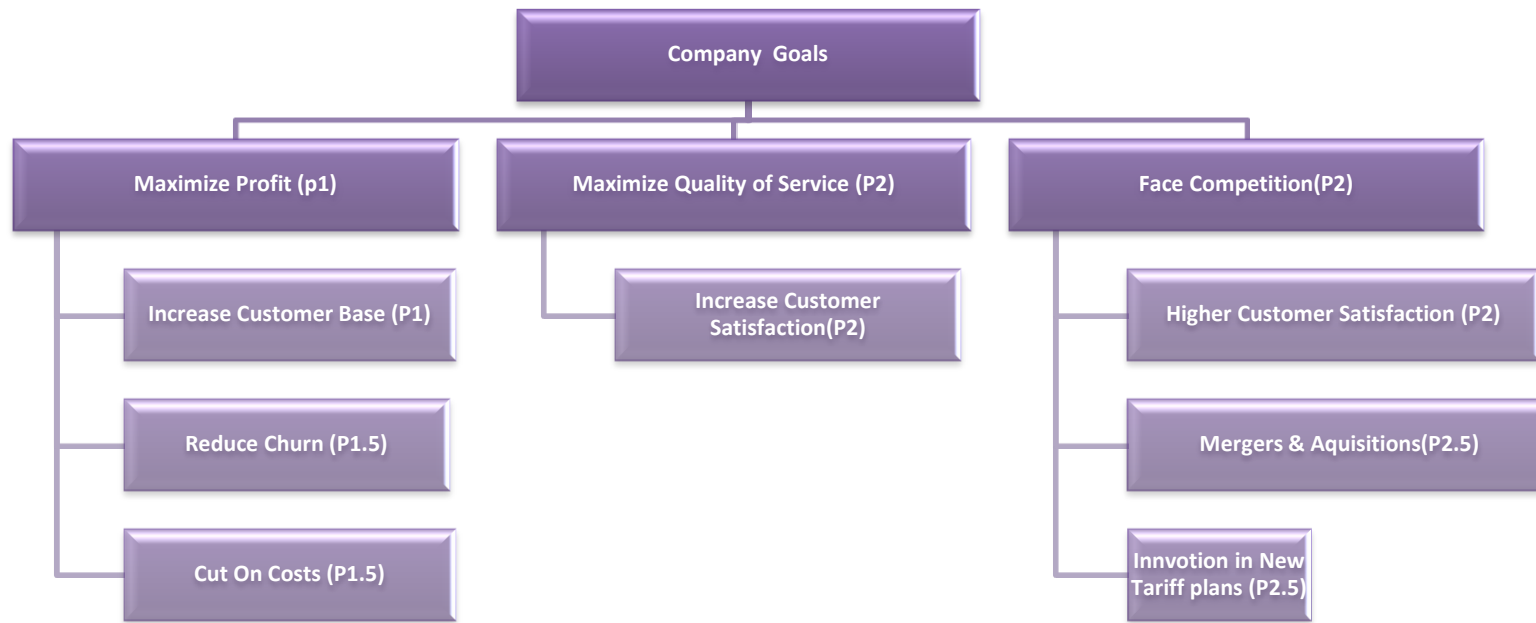 Company  Goals
Maximize Profit (p1)
Increase Customer Base (P1)
Reduce Churn (P1.5)
Cut On Costs (P1.5)
Maximize Quality of Service (P2)
Increase Customer
Satisfaction(P2)
Face Competition(P2)
Higher Customer Satisfaction (P2)
Mergers & Aquisitions(P2.5)
Innvotion in New
Tariff plans (P2.5)